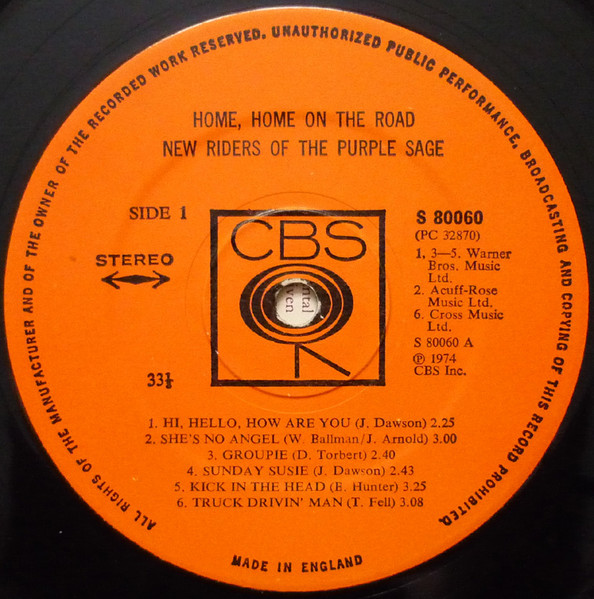 ALL RIGHTS OF THE MANUFACTURER AND OF THE OWNER OF THE RECORDED WORK RESERVED. UNAUTHORIZED PUBLIC PERFORMANCE, BROADCASTING AND COPYING OF THIS RECORD PROHIBITED.
HOME, HOME ON THE ROAD
NEW RIDERS OF THE PURPLE SAGE
SIDE 1
STEREO
33⅓
CBS
S 80060
(PC 32870)
1, 3—5. Warner
Bros. Music
Ltd.
2. Acuff-Rose
Music Ltd.
6. Cross Music
Ltd.
S 80060 A
℗ 1974
CBS Inc.
ntal
ven
1. HI, HELLO, HOW ARE YOU (J. Dawson) 2.25
2. SHE'S NO ANGEL (W. Ballman/J. Arnold) 3.00
3. GROUPIE (D. Torbert) 2.40
4. SUNDAY SUSIE (J. Dawson) 2.43
5. KICK IN THE HEAD (B. Hunter) 3.25
6. TRUCK DRIVIN' MAN (T. Fell) 3.08
MADE IN ENGLAND